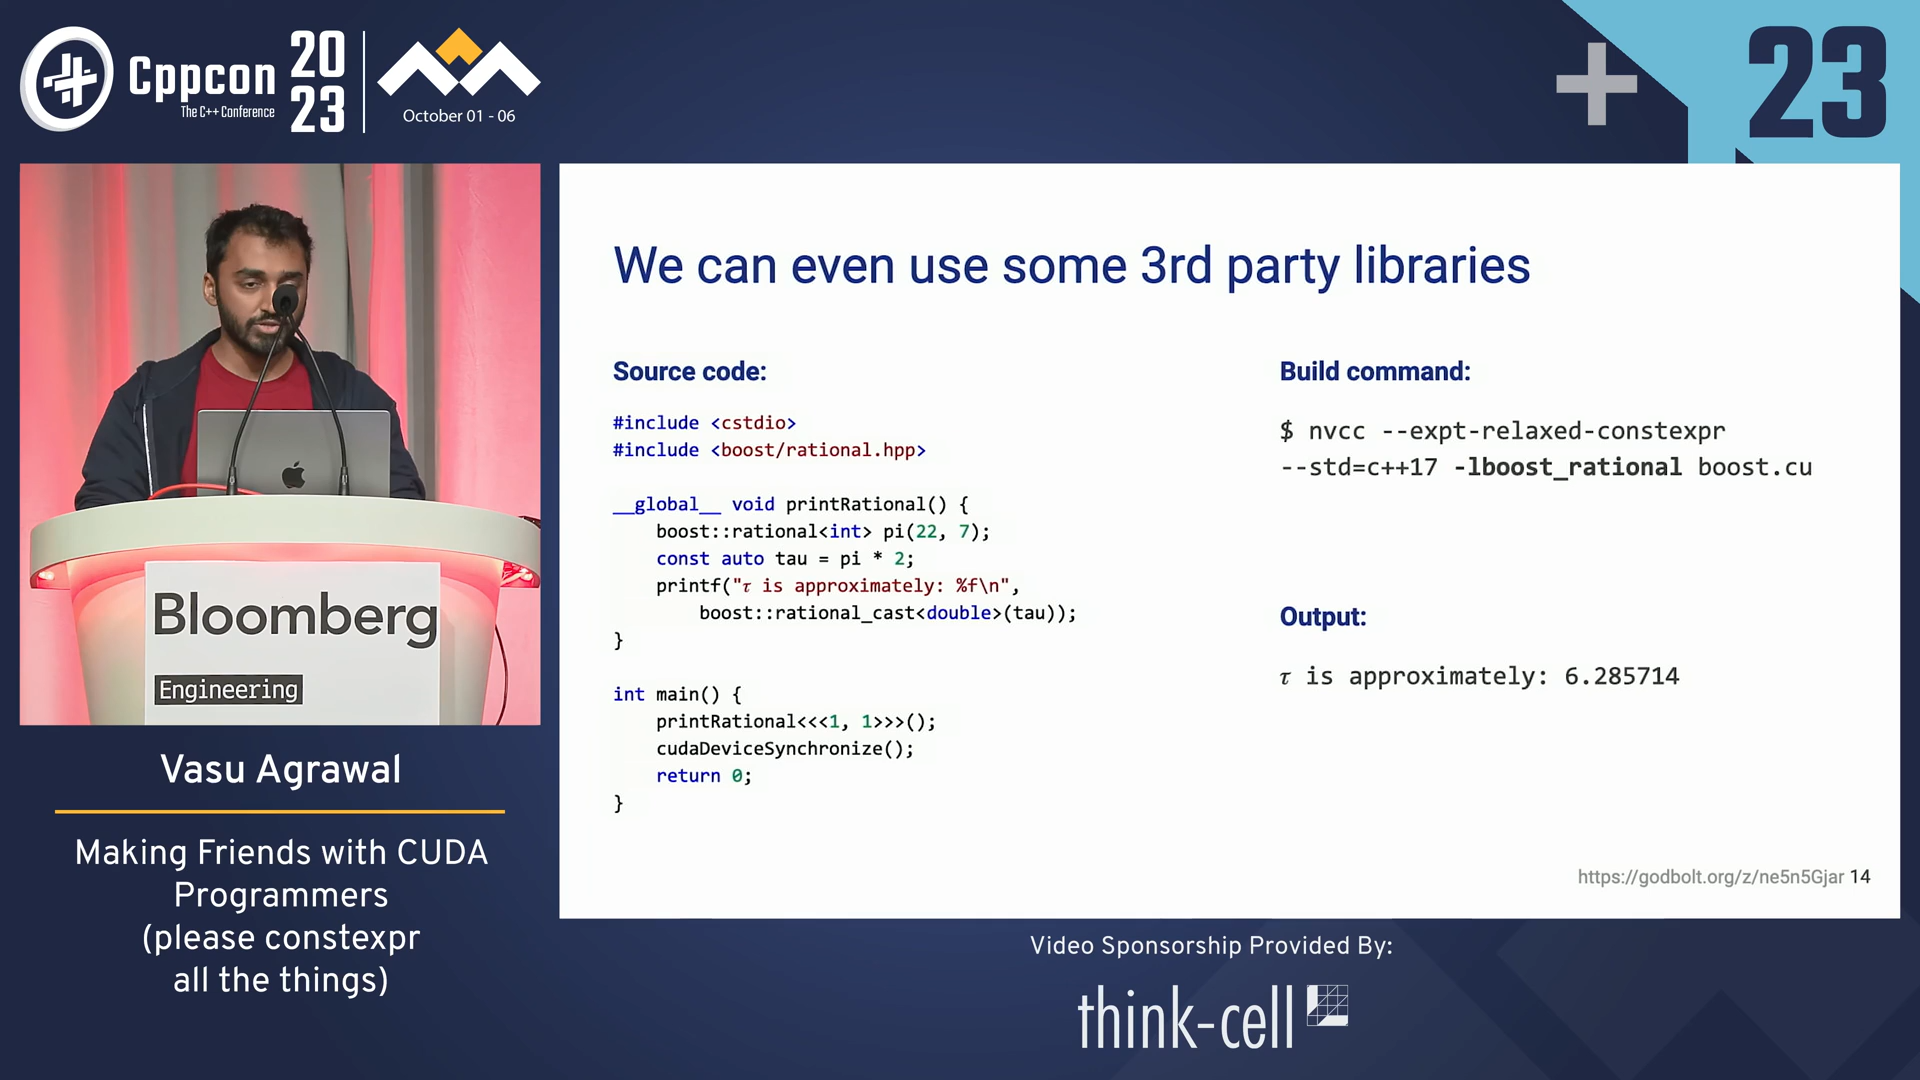 Cppcon
The C++ Conference
20
23
October 01 - 06
23
We can even use some 3rd party libraries
Source code:
#include <cstdio>
#include <boost/rational.hpp>
__global__ void printRational() {
    boost::rational<int> pi(22, 7);
    const auto tau = pi * 2;
    printf("τ is approximately: %f\n",
        boost::rational_cast<double>(tau));
}
int main() {
    printRational<<<1, 1>>>();
    cudaDeviceSynchronize();
    return 0;
}
Build command:
$ nvcc --expt-relaxed-constexpr
--std=c++17 -lboost_rational boost.cu
Output:
τ is approximately: 6.285714
https://godbolt.org/z/ne5n5Gjar 14
Bloomberg
Engineering
Vasu Agrawal
Making Friends with CUDA
Programmers
(please constexpr
all the things)
Video Sponsorship Provided By:
think-cell